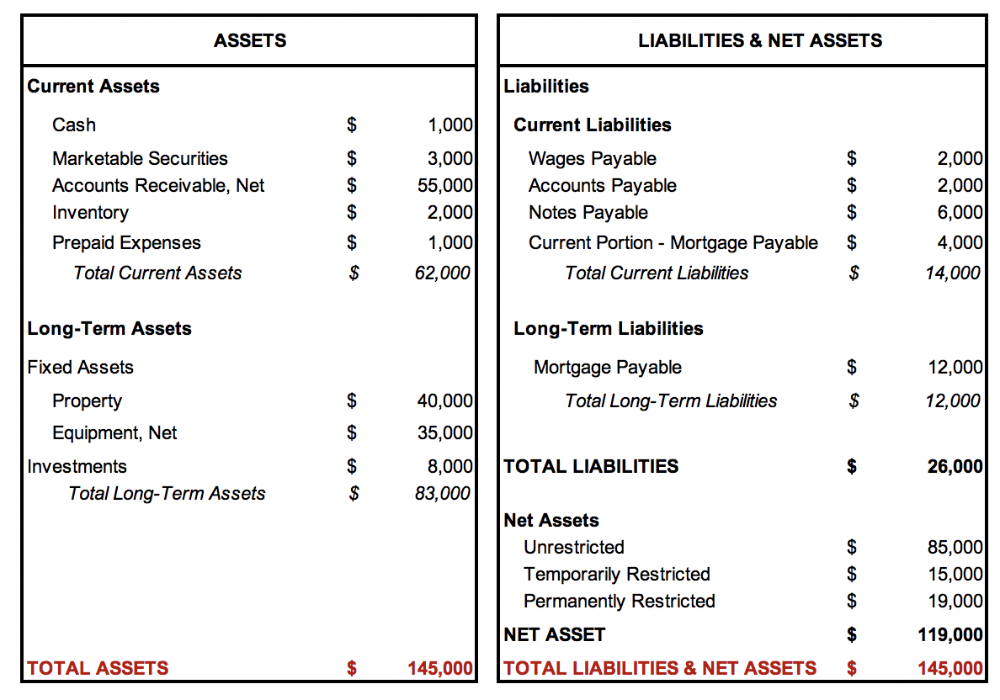 ASSETS
Current Assets
Cash $ 1,000
Marketable Securities $ 3,000
Accounts Receivable, Net $ 55,000
Inventory $ 2,000
Prepaid Expenses $ 1,000
Total Current Assets $ 62,000
Long-Term Assets
Fixed Assets
Property $ 40,000
Equipment, Net $ 35,000
Investments $ 8,000
Total Long-Term Assets $ 83,000
TOTAL ASSETS $ 145,000
LIABILITIES & NET ASSETS
Liabilities
Current Liabilities
Wages Payable $ 2,000
Accounts Payable $ 2,000
Notes Payable $ 6,000
Current Portion - Mortgage Payable $ 4,000
Total Current Liabilities $ 14,000
Long-Term Liabilities
Mortgage Payable $ 12,000
Total Long-Term Liabilities $ 12,000
TOTAL LIABILITIES $ 26,000
Net Assets
Unrestricted $ 85,000
Temporarily Restricted $ 15,000
Permanently Restricted $ 19,000
NET ASSET $ 119,000
TOTAL LIABILITIES & NET ASSETS $ 145,000